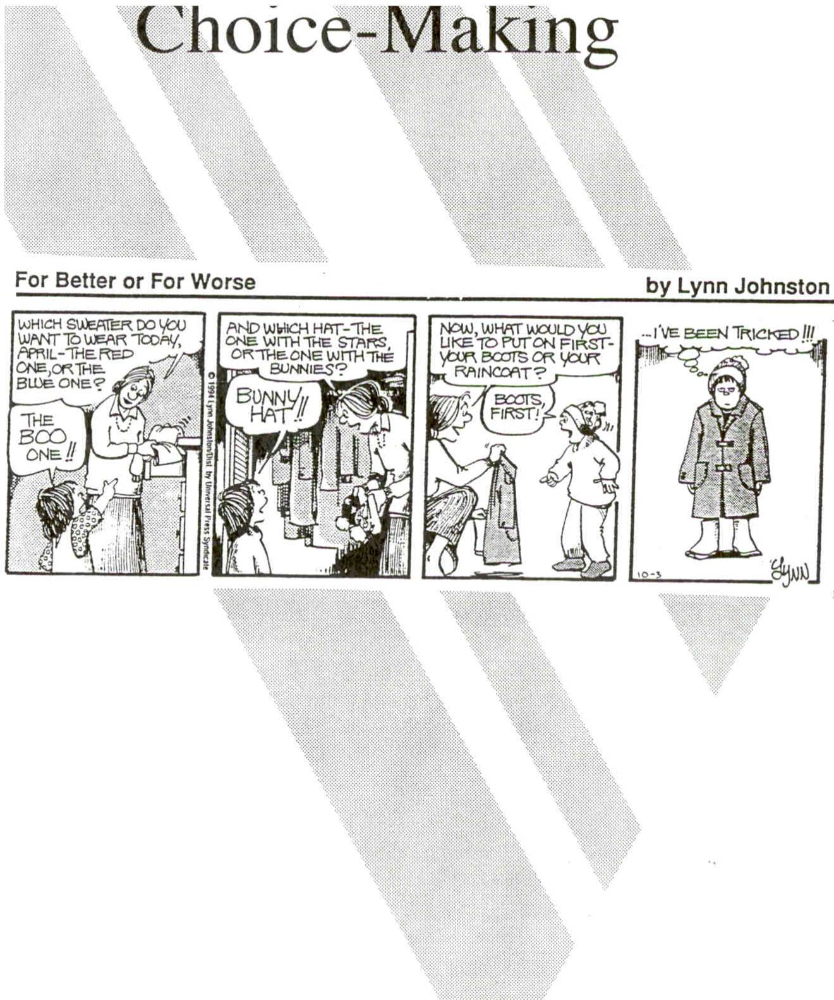 Choice-Making
For Better or For Worse
by Lynn Johnston
WHICH SWEATER DO YOU
WANT TO WEAR TODAY,
APRIL-THE RED
ONE, OR THE
BLUE ONE?
THE
BOO
ONE!!
© 1994 Lynn Johnston/Dist. by Universal Press Syndicate
AND WHICH HAT-THE
ONE WITH THE STARS,
OR THE ONE WITH THE
BUNNIES?
BUNNY
HAT!!
NOW, WHAT WOULD YOU
LIKE TO PUT ON FIRST-
YOUR BOOTS OR YOUR
RAINCOAT?
BOOTS,
FIRST!
...I'VE BEEN TRICKED!!!
10-3
LYNN